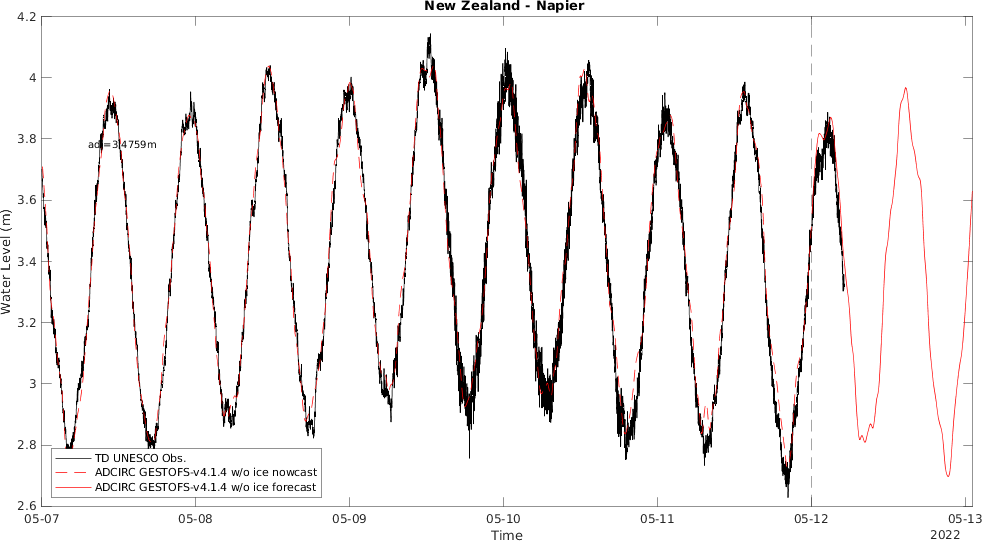 New Zealand - Napier
4.2
4
3.8
3.6
3.4
3.2
3
2.8
2.6
Water Level (m)
adj=3.4759m
TD UNESCO Obs.
ADCIRC GESTOFS-v4.1.4 w/o ice nowcast
ADCIRC GESTOFS-v4.1.4 w/o ice forecast
05-07 05-08 05-09 05-10 05-11 05-12 05-13
Time
2022